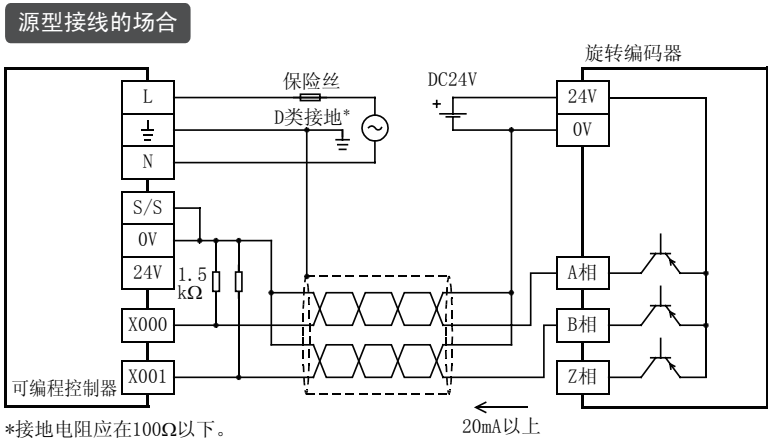 源型接线的场合
旋转编码器
保险丝
DC24V
L
24V
D类接地*
+
0V
N
S/S
0V
24V
1.5
kΩ
A相
X000
B相
X001
Z相
可编程控制器
*接地电阻应在100Ω以下。
20mA以上